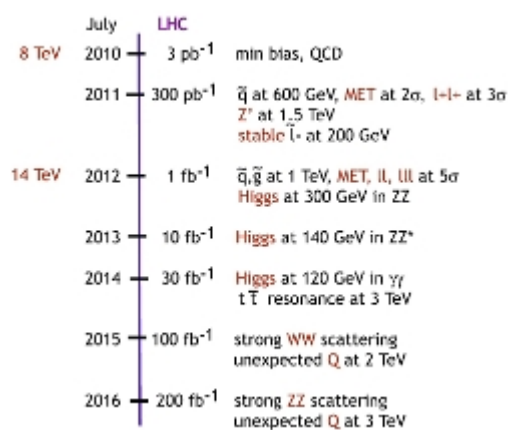 July LHC
8 TeV 2010 3 pb⁻¹ min bias, QCD
2011 300 pb⁻¹ q̃ at 600 GeV, MET at 2σ, l+l+ at 3σ
Z' at 1.5 TeV
stable l̃- at 200 GeV
14 TeV 2012 1 fb⁻¹ q̃,g̃ at 1 TeV, MET, ll, lll at 5σ
Higgs at 300 GeV in ZZ
2013 10 fb⁻¹ Higgs at 140 GeV in ZZ*
2014 30 fb⁻¹ Higgs at 120 GeV in γγ
t t̅ resonance at 3 TeV
2015 100 fb⁻¹ strong WW scattering
unexpected Q at 2 TeV
2016 200 fb⁻¹ strong ZZ scattering
unexpected Q at 3 TeV